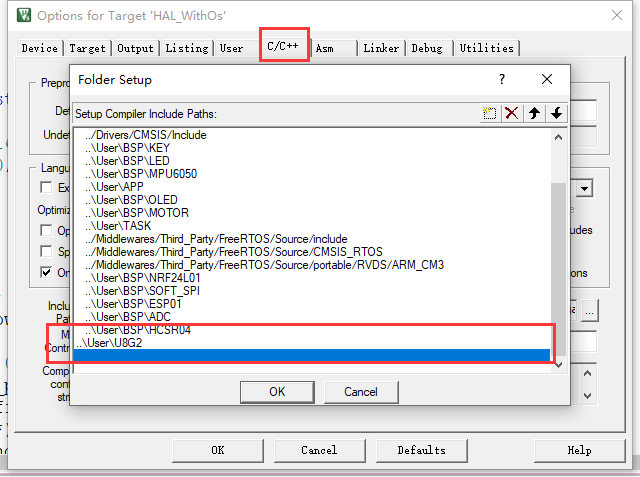 Options for Target 'HAL_WithOs'
Device Target Output Listing User C/C++ Asm Linker Debug Utilities
Folder Setup
Setup Compiler Include Paths:
../Drivers/CMSIS/Include
..\User\BSP\KEY
..\User\BSP\LED
..\User\BSP\MPU6050
..\User\APP
..\User\BSP\OLED
..\User\BSP\MOTOR
..\User\TASK
../Middlewares/Third_Party/FreeRTOS/Source/include
../Middlewares/Third_Party/FreeRTOS/Source/CMSIS_RTOS
../Middlewares/Third_Party/FreeRTOS/Source/portable/RVDS/ARM_CM3
..\User\BSP\NRF24L01
..\User\BSP\SOFT_SPI
..\User\BSP\ESP01
..\User\BSP\ADC
..\User\BSP\HCSR04
..\User\U8G2
OK Cancel
Prepro
Def
Undef
Langu
Ex
Optimiz
Op
Sp
On
Inclu
Pat
M
Contr
Comp
cont
str
udes
ions
...
OK Cancel Defaults Help